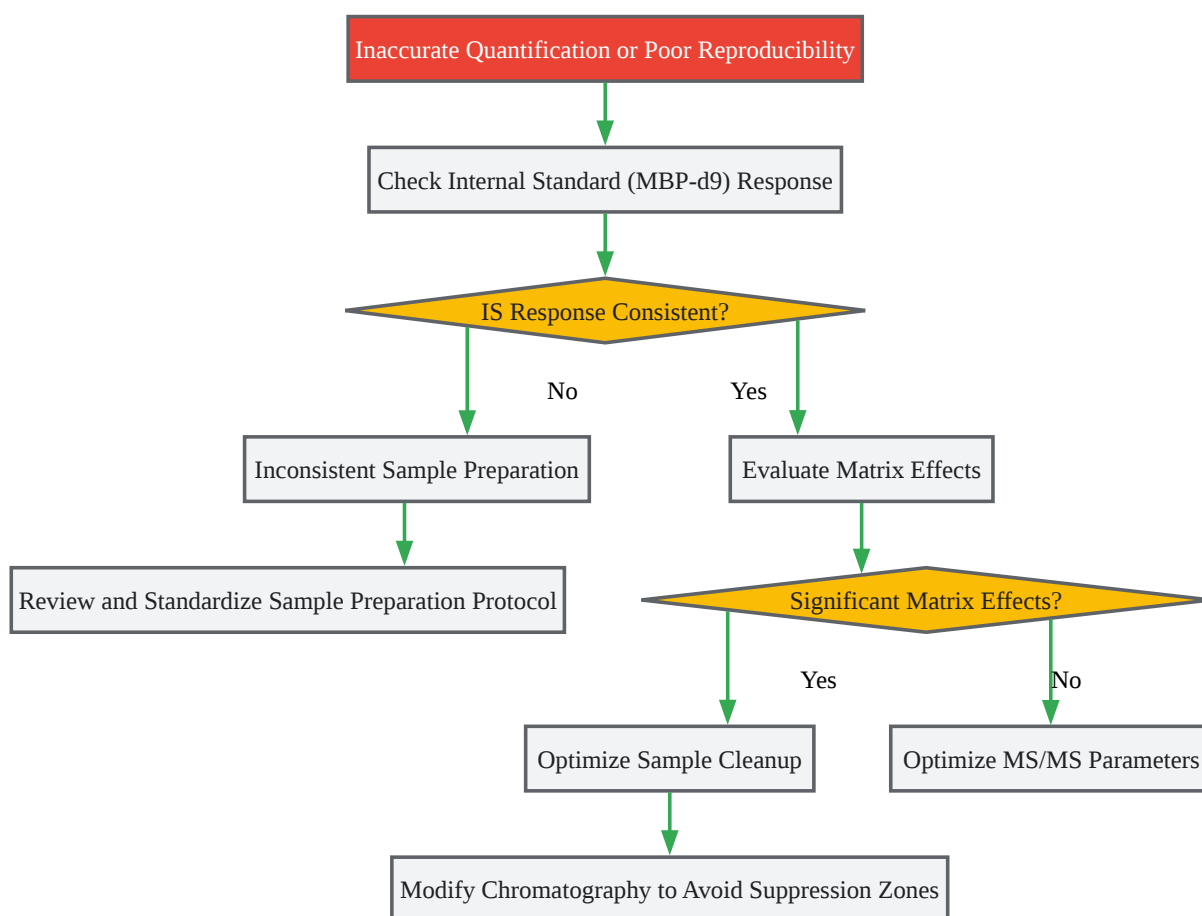 Inaccurate Quantification or Poor Reproducibility
Check Internal Standard (MBP-d9) Response
IS Response Consistent?
No
Yes
Inconsistent Sample Preparation
Evaluate Matrix Effects
Review and Standardize Sample Preparation Protocol
Significant Matrix Effects?
Yes
No
Optimize Sample Cleanup
Optimize MS/MS Parameters
Modify Chromatography to Avoid Suppression Zones